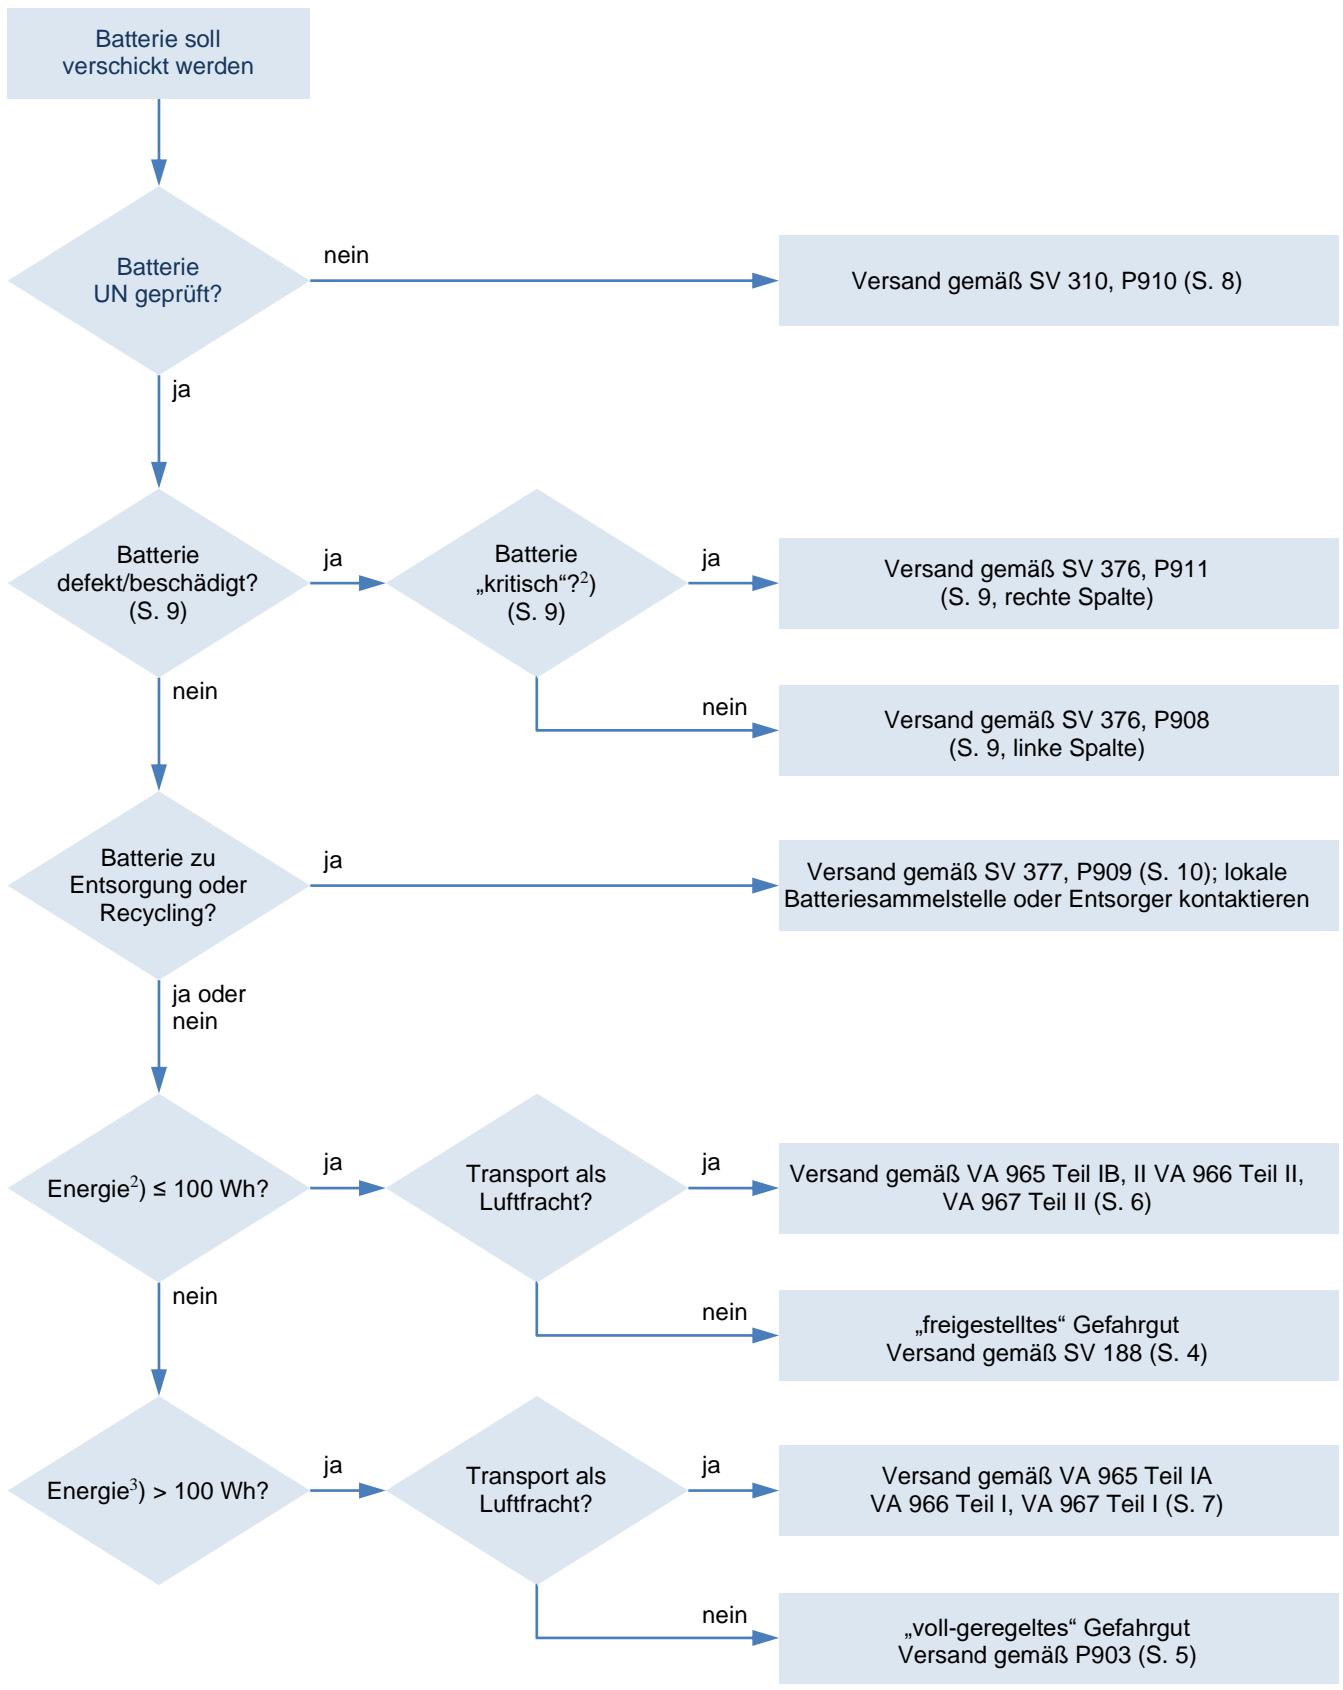 Batterie soll
verschickt werden
Batterie
UN geprüft?
nein
Versand gemäß SV 310, P910 (S. 8)
ja
Batterie
defekt/beschädigt?
(S. 9)
ja
Batterie
„kritisch“?²)
(S. 9)
ja
Versand gemäß SV 376, P911
(S. 9, rechte Spalte)
nein
nein
Versand gemäß SV 376, P908
(S. 9, linke Spalte)
Batterie zu
Entsorgung oder
Recycling?
ja
Versand gemäß SV 377, P909 (S. 10); lokale
Batteriesammelstelle oder Entsorger kontaktieren
ja oder
nein
Energie²) ≤ 100 Wh?
ja
Transport als
Luftfracht?
ja
Versand gemäß VA 965 Teil IB, II VA 966 Teil II,
VA 967 Teil II (S. 6)
nein
nein
„freigestelltes“ Gefahrgut
Versand gemäß SV 188 (S. 4)
Energie³) > 100 Wh?
ja
Transport als
Luftfracht?
ja
Versand gemäß VA 965 Teil IA
VA 966 Teil I, VA 967 Teil I (S. 7)
nein
„voll-geregeltes“ Gefahrgut
Versand gemäß P903 (S. 5)